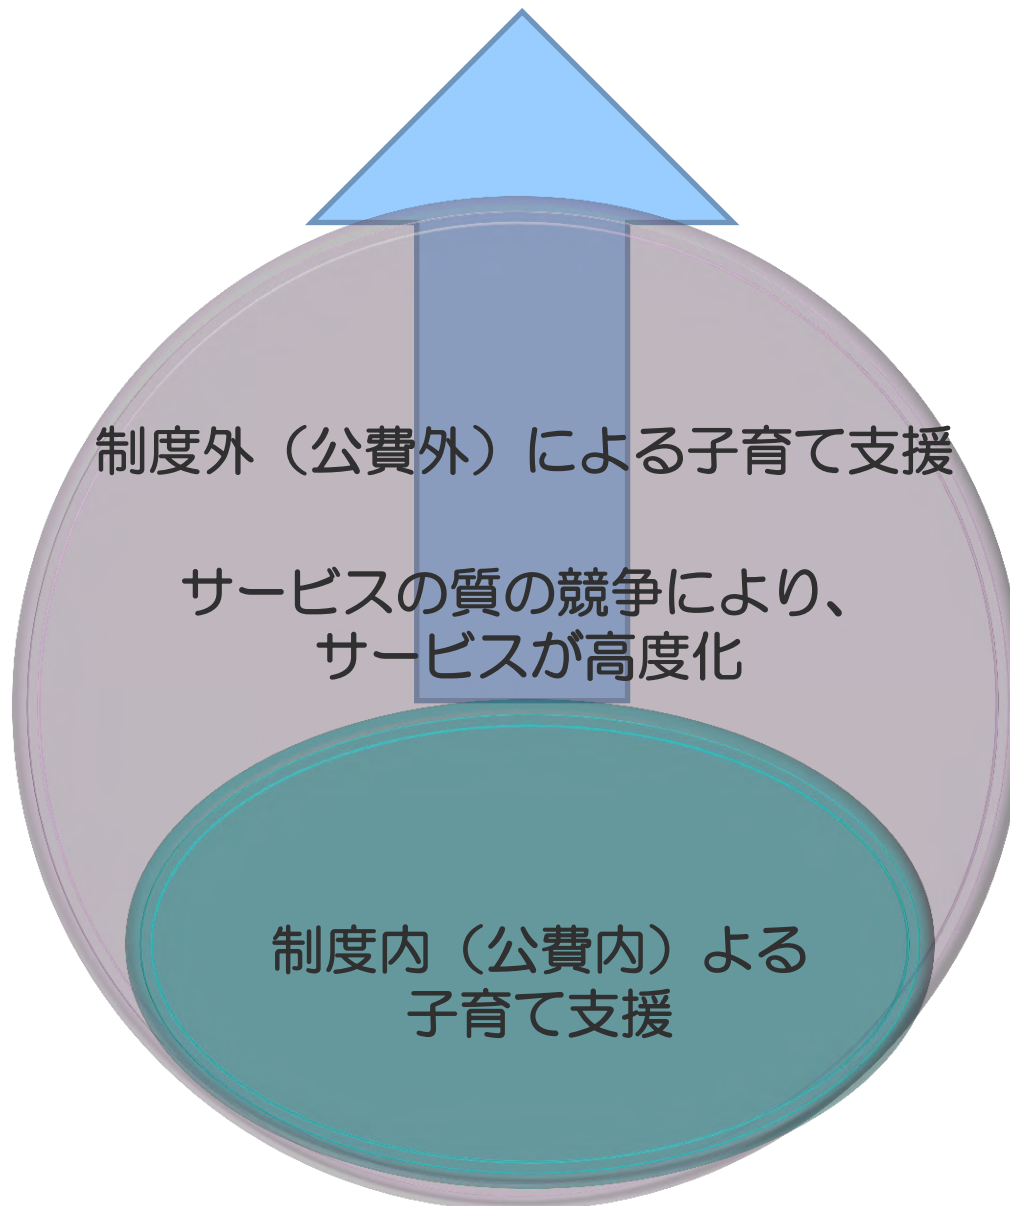 制度外（公費外）による子育て支援
サービスの質の競争により、
サービスが高度化
制度内（公費内）よる
子育て支援